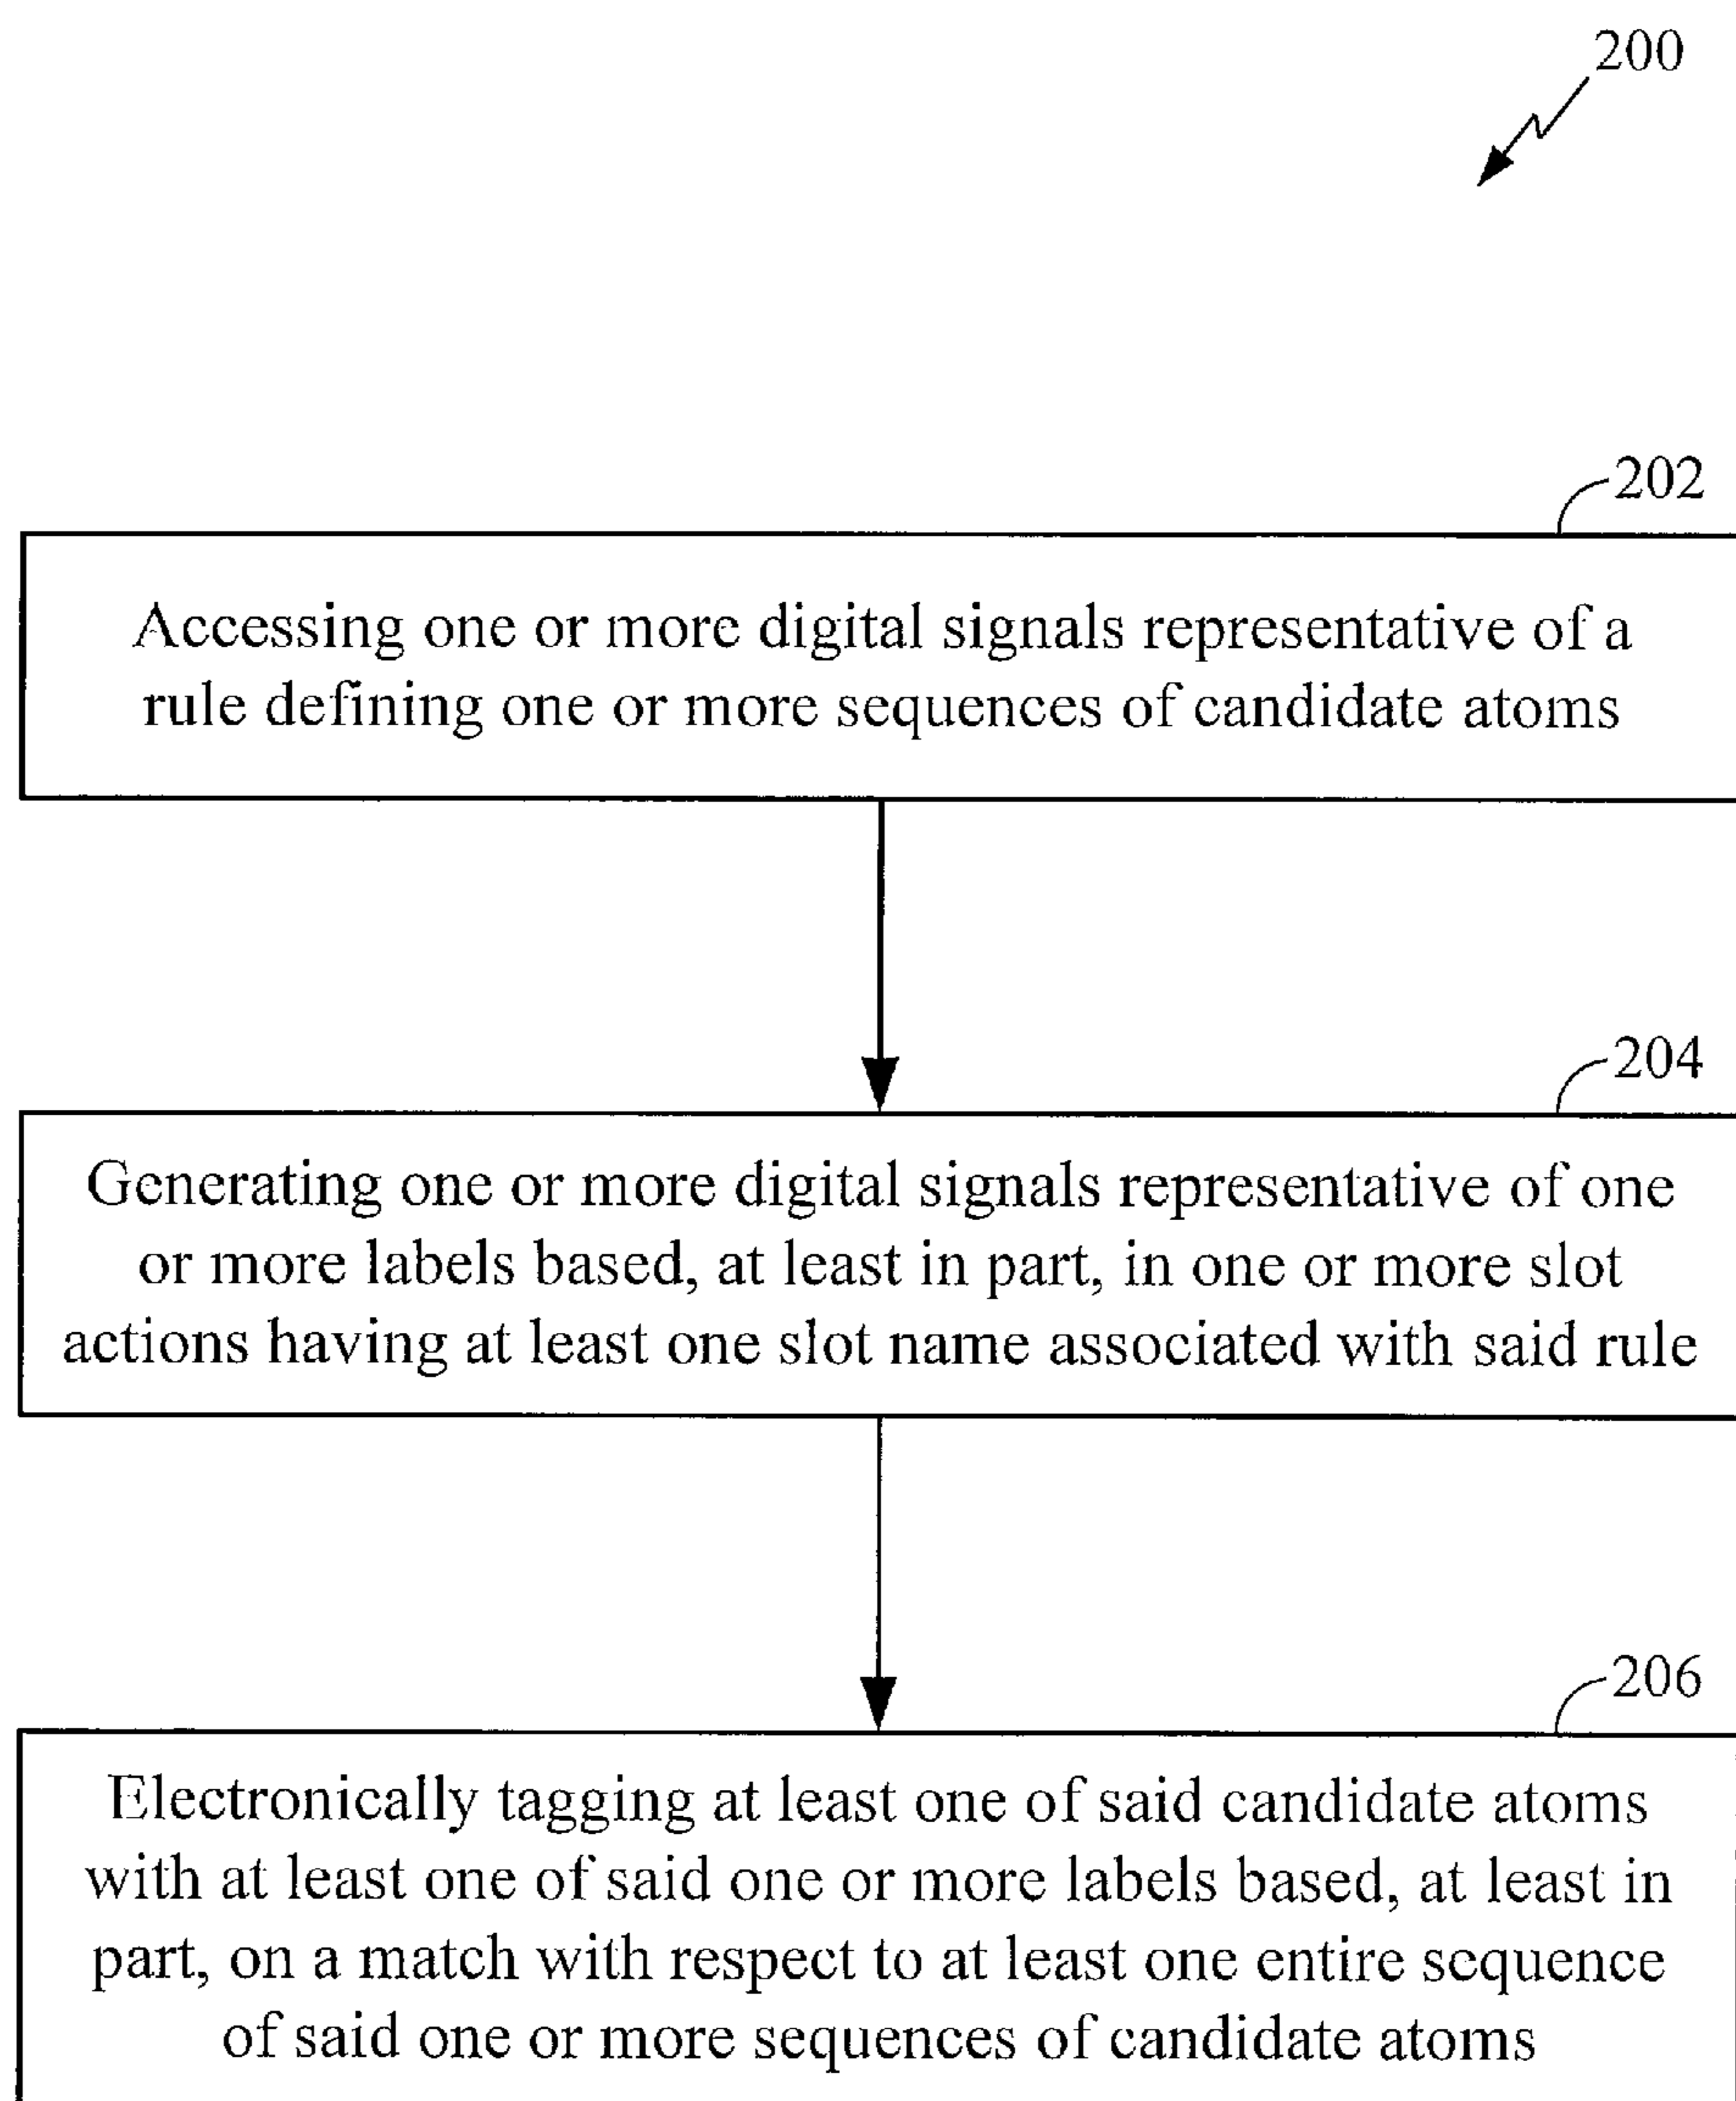 200
202
Accessing one or more digital signals representative of a
rule defining one or more sequences of candidate atoms
204
Generating one or more digital signals representative of one
or more labels based, at least in part, in one or more slot
actions having at least one slot name associated with said rule
206
Electronically tagging at least one of said candidate atoms
with at least one of said one or more labels based, at least in
part, on a match with respect to at least one entire sequence
of said one or more sequences of candidate atoms